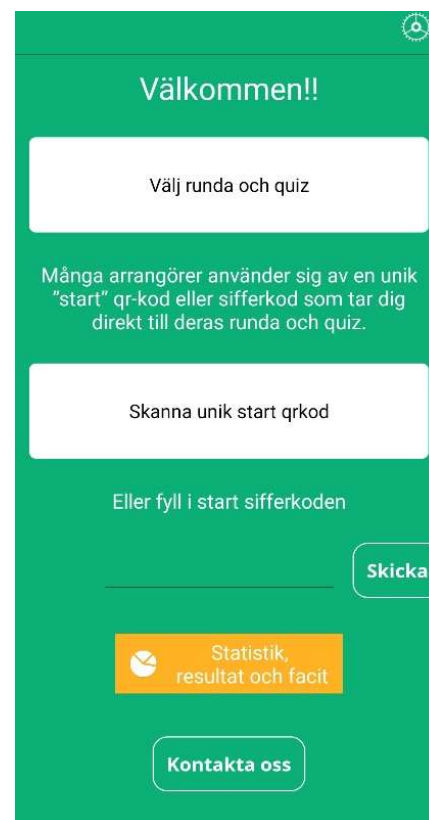 Välkommen!!
Välj runda och quiz
Många arrangörer använder sig av en unik
"start" qr-kod eller sifferkod som tar dig
direkt till deras runda och quiz.
Skanna unik start qrkod
Eller fyll i start sifferkoden
Skicka
Statistik,
resultat och facit
Kontakta oss